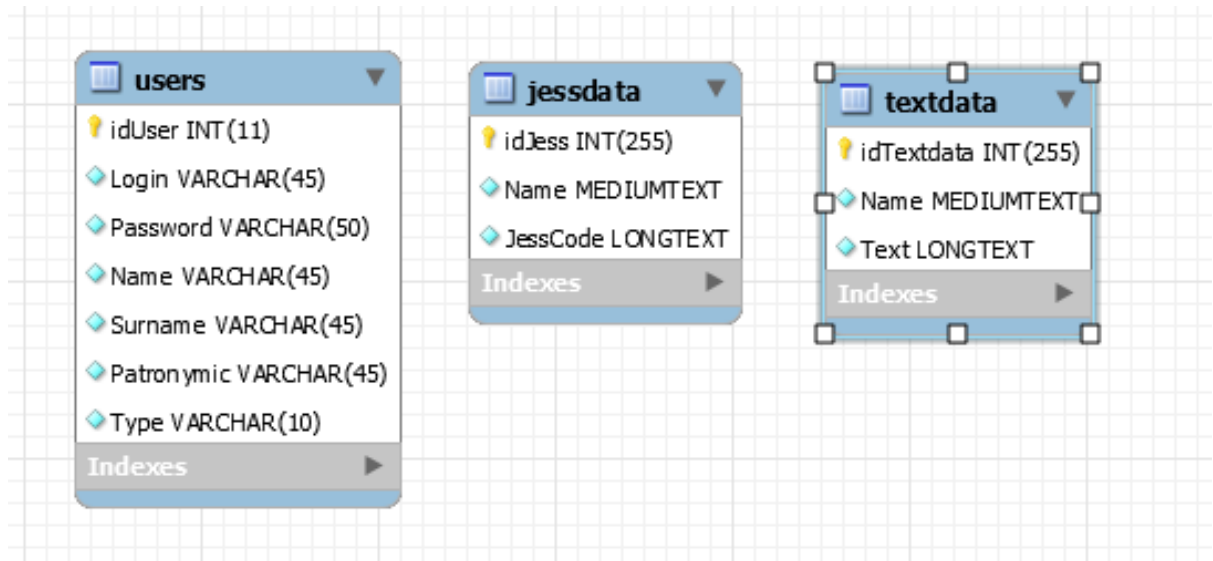 users
idUser INT(11)
Login VARCHAR(45)
Password VARCHAR(50)
Name VARCHAR(45)
Surname VARCHAR(45)
Patronymic VARCHAR(45)
Type VARCHAR(10)
Indexes
jessdata
idJess INT(255)
Name MEDIUMTEXT
JessCode LONGTEXT
Indexes
textdata
idTextdata INT(255)
Name MEDIUMTEXT
Text LONGTEXT
Indexes